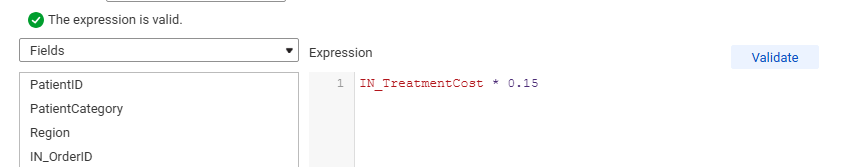 The expression is valid.
Fields
Expression
Validate
PatientID
PatientCategory
Region
IN_OrderID
1 IN_TreatmentCost * 0.15